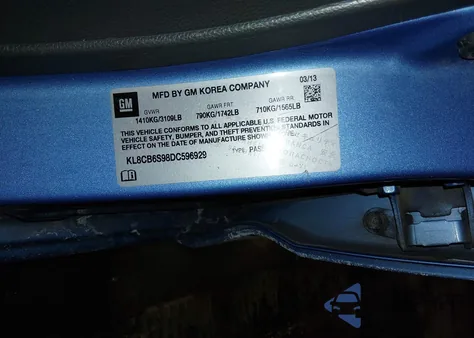 GM
MFD BY GM KOREA COMPANY
03/13
GVWR
GAWR FRT
GAWR RR
1410KG/3109LB
790KG/1742LB
710KG/1565LB
THIS VEHICLE CONFORMS TO ALL APPLICABLE U.S. FEDERAL MOTOR
VEHICLE SAFETY, BUMPER, AND THEFT PREVENTION STANDARDS IN
EFFECT ON THE DATE OF MANUFACTURE SHOWN ABOVE.
KL8CB6S98DC596929
TYPE: